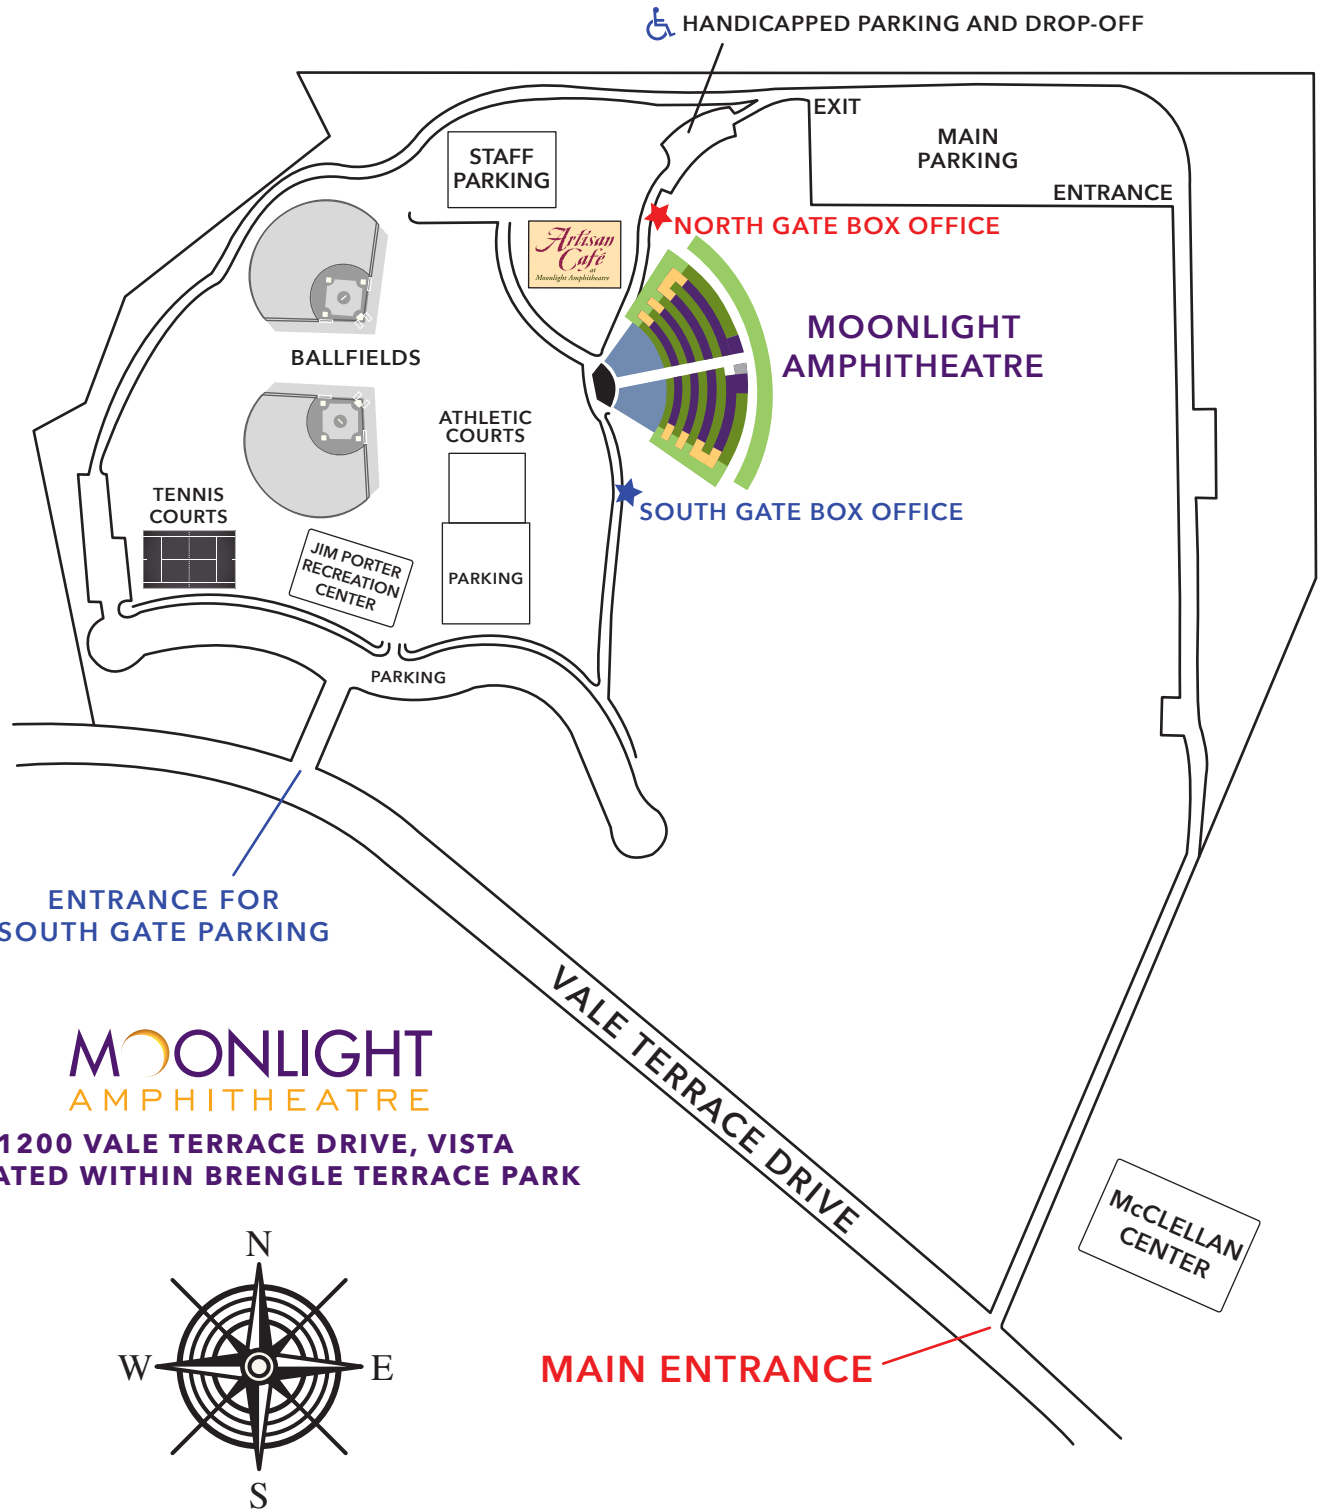 HANDICAPPED PARKING AND DROP-OFF
EXIT
MAIN
PARKING
ENTRANCE
STAFF
PARKING
NORTH GATE BOX OFFICE
Artisan
Café
at
Moonlight Amphitheatre
MOONLIGHT
AMPHITHEATRE
BALLFIELDS
ATHLETIC
COURTS
TENNIS
COURTS
SOUTH GATE BOX OFFICE
JIM PORTER
RECREATION
CENTER
PARKING
PARKING
ENTRANCE FOR
SOUTH GATE PARKING
VALE TERRACE DRIVE
MOONLIGHT
AMPHITHEATRE
1200 VALE TERRACE DRIVE, VISTA
ATED WITHIN BRENGLE TERRACE PARK
McCLELLAN
CENTER
N
W
E
S
MAIN ENTRANCE